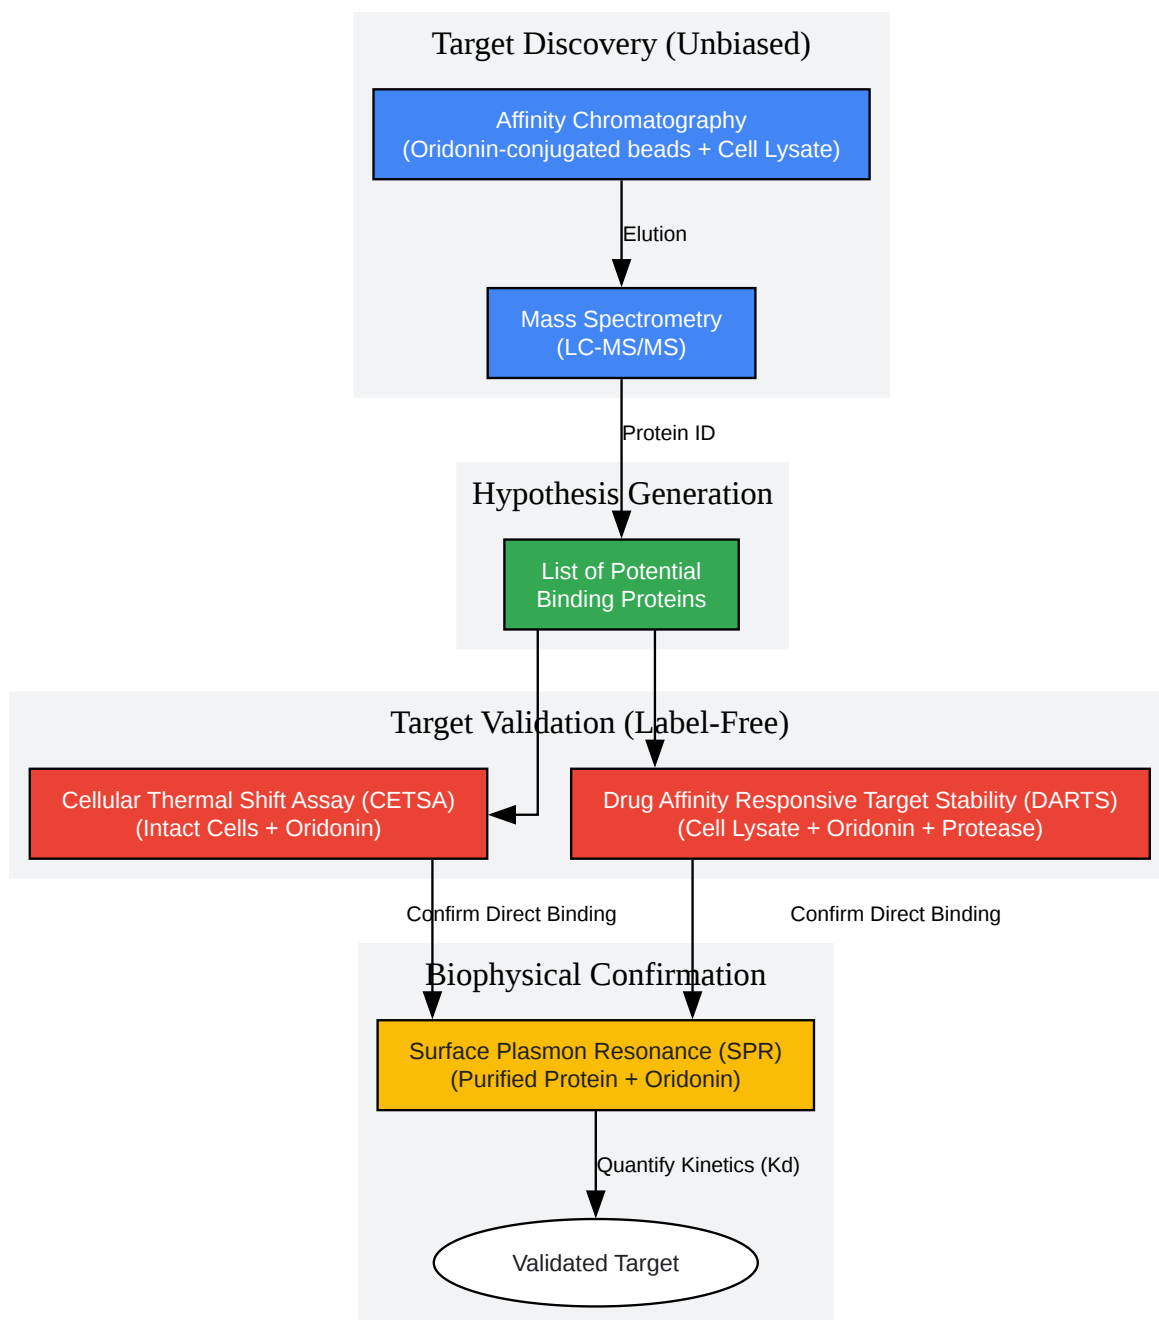 Target Discovery (Unbiased)
Affinity Chromatography
(Oridonin-conjugated beads + Cell Lysate)
Elution
Mass Spectrometry
(LC-MS/MS)
Protein ID
Hypothesis Generation
List of Potential
Binding Proteins
Target Validation (Label-Free)
Cellular Thermal Shift Assay (CETSA)
(Intact Cells + Oridonin)
Drug Affinity Responsive Target Stability (DARTS)
(Cell Lysate + Oridonin + Protease)
Confirm Direct Binding
Confirm Direct Binding
Biophysical Confirmation
Surface Plasmon Resonance (SPR)
(Purified Protein + Oridonin)
Quantify Kinetics (Kd)
Validated Target